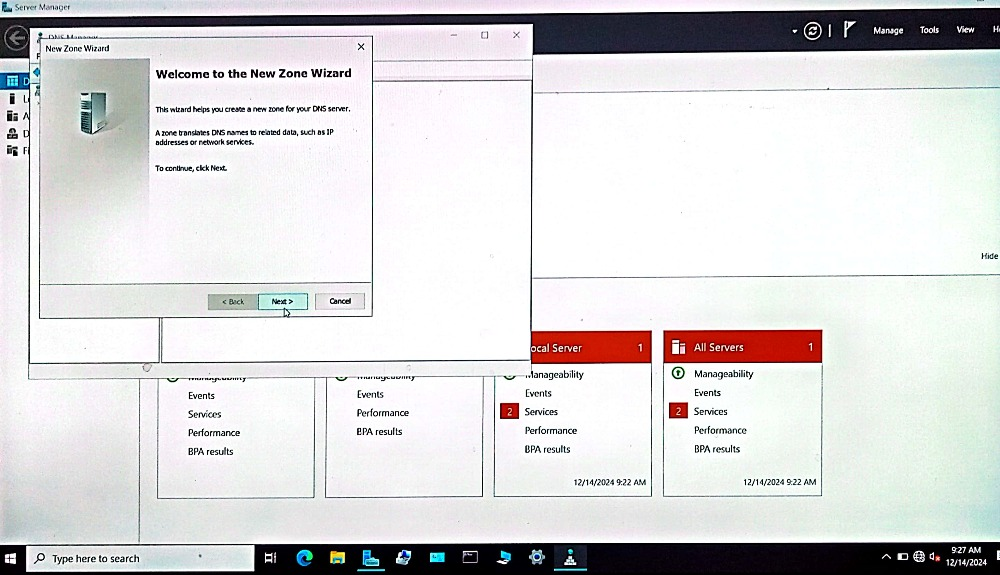 Server Manager
DNS Manager
New Zone Wizard
Manage
Tools
View
Welcome to the New Zone Wizard
This wizard helps you create a new zone for your DNS server.
A zone translates DNS names to related data, such as IP
addresses or network services.
To continue, click Next.
< Back
Next >
Cancel
Hide
Manageability
Events
Services
Performance
BPA results
Manageability
Events
Performance
BPA results
ocal Server 1
Manageability
Events
2 Services
Performance
BPA results
12/14/2024 9:22 AM
All Servers 1
Manageability
Events
2 Services
Performance
BPA results
12/14/2024 9:22 AM
Type here to search
9:27 AM
12/14/2024